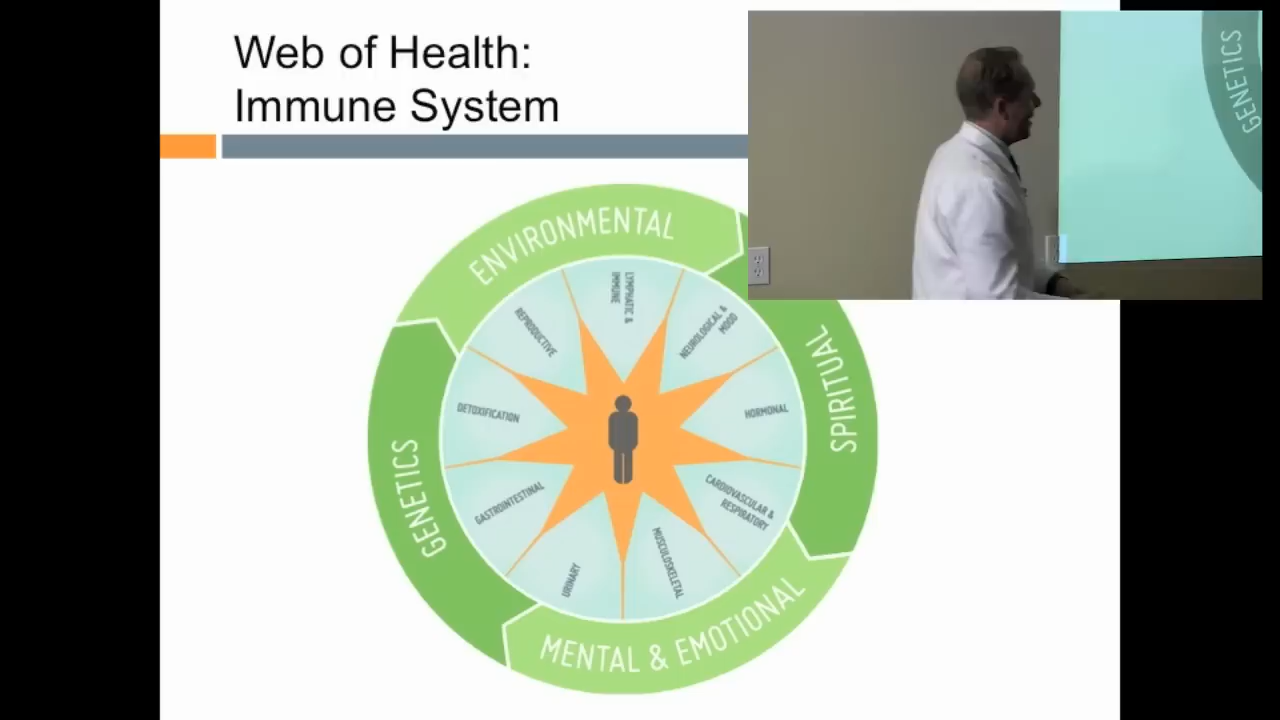 Web of Health:
Immune System
GENETICS
ENVIRONMENTAL
SPIRITUAL
MENTAL & EMOTIONAL
GENETICS
LYMPHATIC &
IMMUNE
NEUROLOGICAL &
MOOD
HORMONAL
CARDIOVASCULAR &
RESPIRATORY
MUSCULOSKELETAL
URINARY
GASTROINTESTINAL
DETOXIFICATION
REPRODUCTIVE